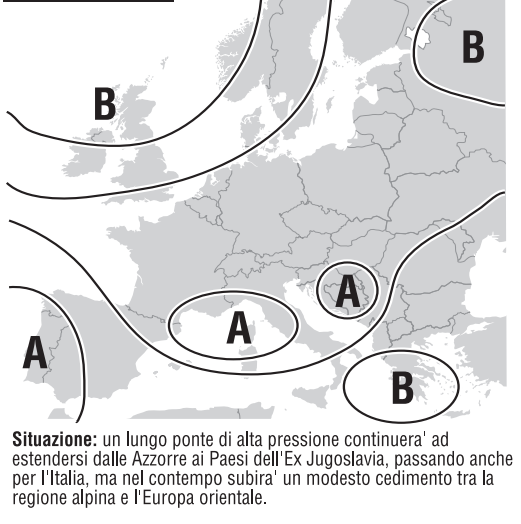 B
B
A
A
A
B
Situazione: un lungo ponte di alta pressione continuera' ad
estendersi dalle Azzorre ai Paesi dell'Ex Jugoslavia, passando anche
per l'Italia, ma nel contempo subira' un modesto cedimento tra la
regione alpina e l'Europa orientale.